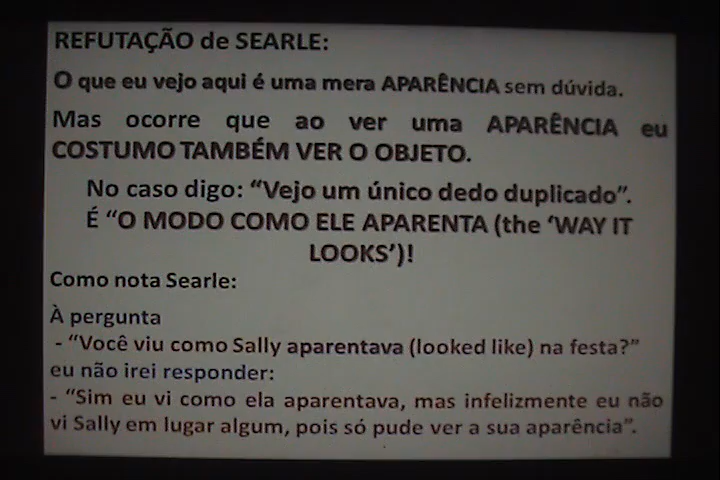 REFUTAÇÃO de SEARLE:
O que eu vejo aqui é uma mera APARÊNCIA sem dúvida.
Mas ocorre que ao ver uma APARÊNCIA eu
COSTUMO TAMBÉM VER O OBJETO.
No caso digo: “Vejo um único dedo duplicado”.
É “O MODO COMO ELE APARENTA (the ‘WAY IT
LOOKS’)!
Como nota Searle:
À pergunta
- “Você viu como Sally aparentava (looked like) na festa?”
eu não irei responder:
- “Sim eu vi como ela aparentava, mas infelizmente eu não
vi Sally em lugar algum, pois só pude ver a sua aparência”.